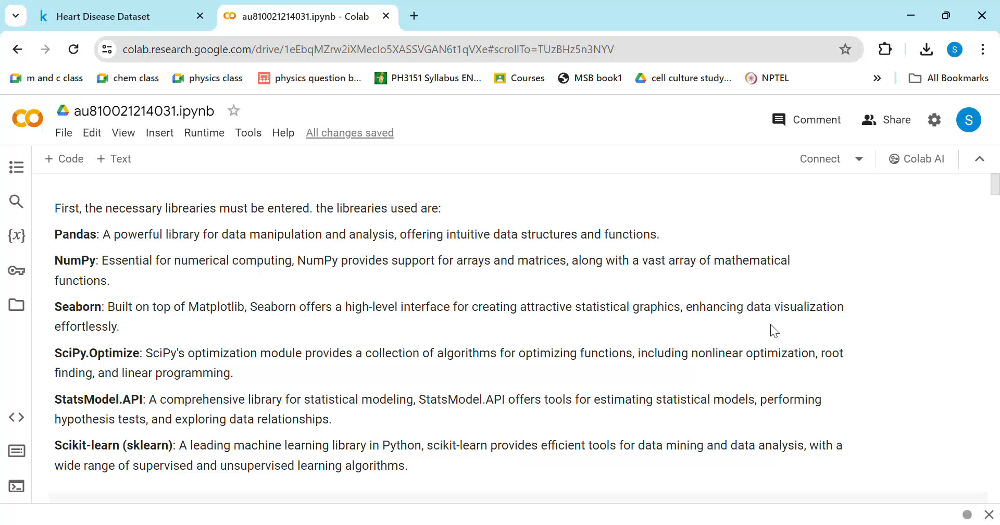 Heart Disease Dataset
au810021214031.ipynb - Colab
colab.research.google.com/drive/1eEbqMZrw2iXMeclo5XASSVGAN6t1qVXe#scrollTo=TUzBHz5n3NYV
S
m and c class
chem class
physics class
physics question b...
PH3151 Syllabus EN...
Courses
MSB book1
cell culture study...
NPTEL
All Bookmarks
au810021214031.ipynb
File Edit View Insert Runtime Tools Help All changes saved
Comment
Share
S
+ Code + Text
Connect
Colab AI
First, the necessary librearies must be entered. the librearies used are:
Pandas: A powerful library for data manipulation and analysis, offering intuitive data structures and functions.
NumPy: Essential for numerical computing, NumPy provides support for arrays and matrices, along with a vast array of mathematical
functions.
Seaborn: Built on top of Matplotlib, Seaborn offers a high-level interface for creating attractive statistical graphics, enhancing data visualization
effortlessly.
SciPy.Optimize: SciPy's optimization module provides a collection of algorithms for optimizing functions, including nonlinear optimization, root
finding, and linear programming.
StatsModel.API: A comprehensive library for statistical modeling, StatsModel.API offers tools for estimating statistical models, performing
hypothesis tests, and exploring data relationships.
Scikit-learn (sklearn): A leading machine learning library in Python, scikit-learn provides efficient tools for data mining and data analysis, with a
wide range of supervised and unsupervised learning algorithms.